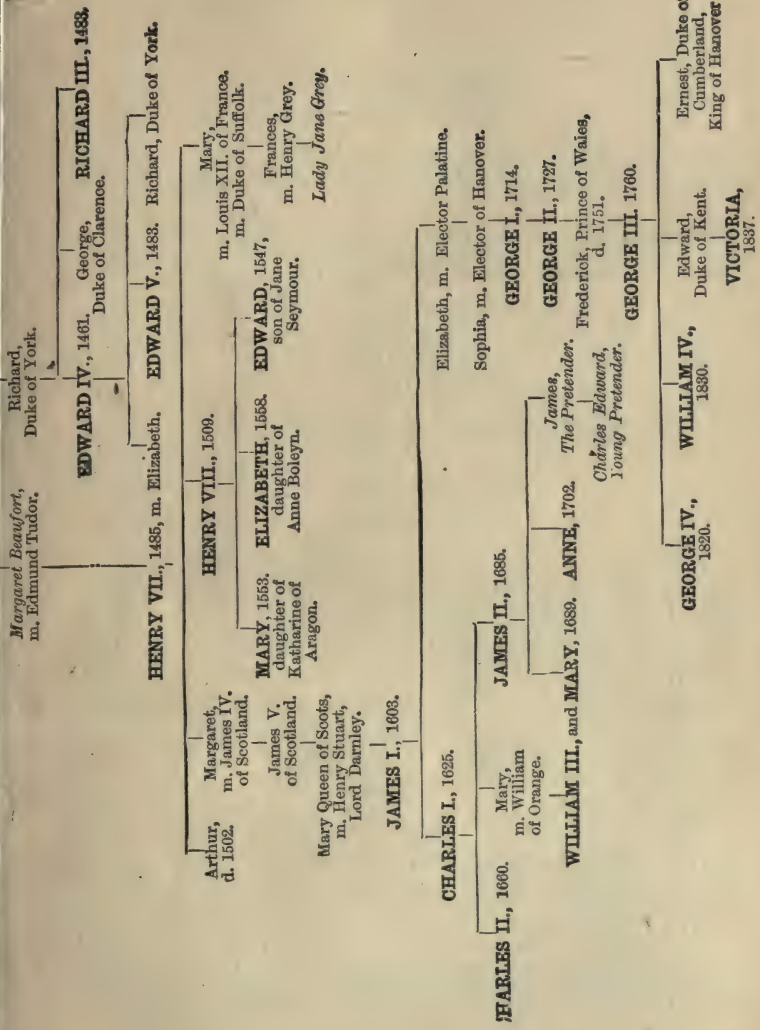 Margaret Beaufort,
m. Edmund Tudor.
Richard,
Duke of York.
EDWARD IV., 1461.
George,
Duke of Clarence.
RICHARD III., 1483.
HENRY VII., 1485, m. Elizabeth.
EDWARD V., 1483.
Richard, Duke of York.
Arthur,
d. 1502.
Margaret,
m. James IV.
of Scotland.
James V.
of Scotland.
Mary Queen of Scots,
m. Henry Stuart,
Lord Darnley.
JAMES I., 1603.
HENRY VIII., 1509.
MARY, 1553.
daughter of
Katharine of
Aragon.
ELIZABETH, 1558.
daughter of
Anne Boleyn.
EDWARD, 1547,
son of Jane
Seymour.
Mary,
m. Louis XII. of France.
m. Duke of Suffolk.
Frances,
m. Henry Grey.
Lady Jane Grey.
CHARLES I., 1625.
Elizabeth, m. Elector Palatine.
Sophia, m. Elector of Hanover.
GEORGE I., 1714.
GEORGE II., 1727.
Frederick, Prince of Wales,
d. 1751.
GEORGE III. 1760.
HARLES II., 1660.
Mary,
m. William
of Orange.
JAMES II., 1685.
WILLIAM III., and MARY, 1689.
ANNE, 1702.
James,
The Pretender.
Charles Edward,
Young Pretender.
GEORGE IV.,
1820.
WILLIAM IV.,
1830.
Edward,
Duke of Kent.
VICTORIA,
1837.
Ernest, Duke of
Cumberland,
King of Hanover